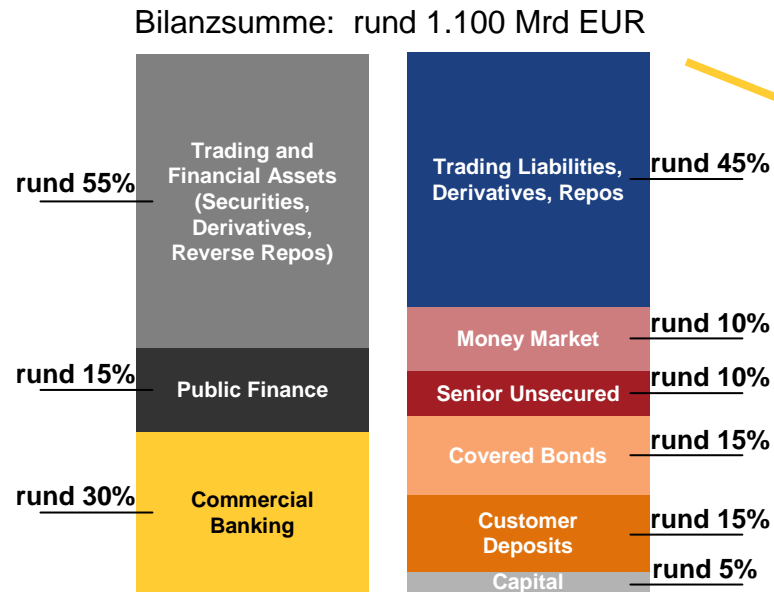 Bilanzsumme: rund 1.100 Mrd EUR
rund 55%
Trading and
Financial Assets
(Securities,
Derivatives,
Reverse Repos)
rund 15%
Public Finance
rund 30%
Commercial
Banking
Trading Liabilities,
Derivatives, Repos
rund 45%
Money Market
rund 10%
Senior Unsecured
rund 10%
Covered Bonds
rund 15%
Customer
Deposits
rund 15%
Capital
rund 5%